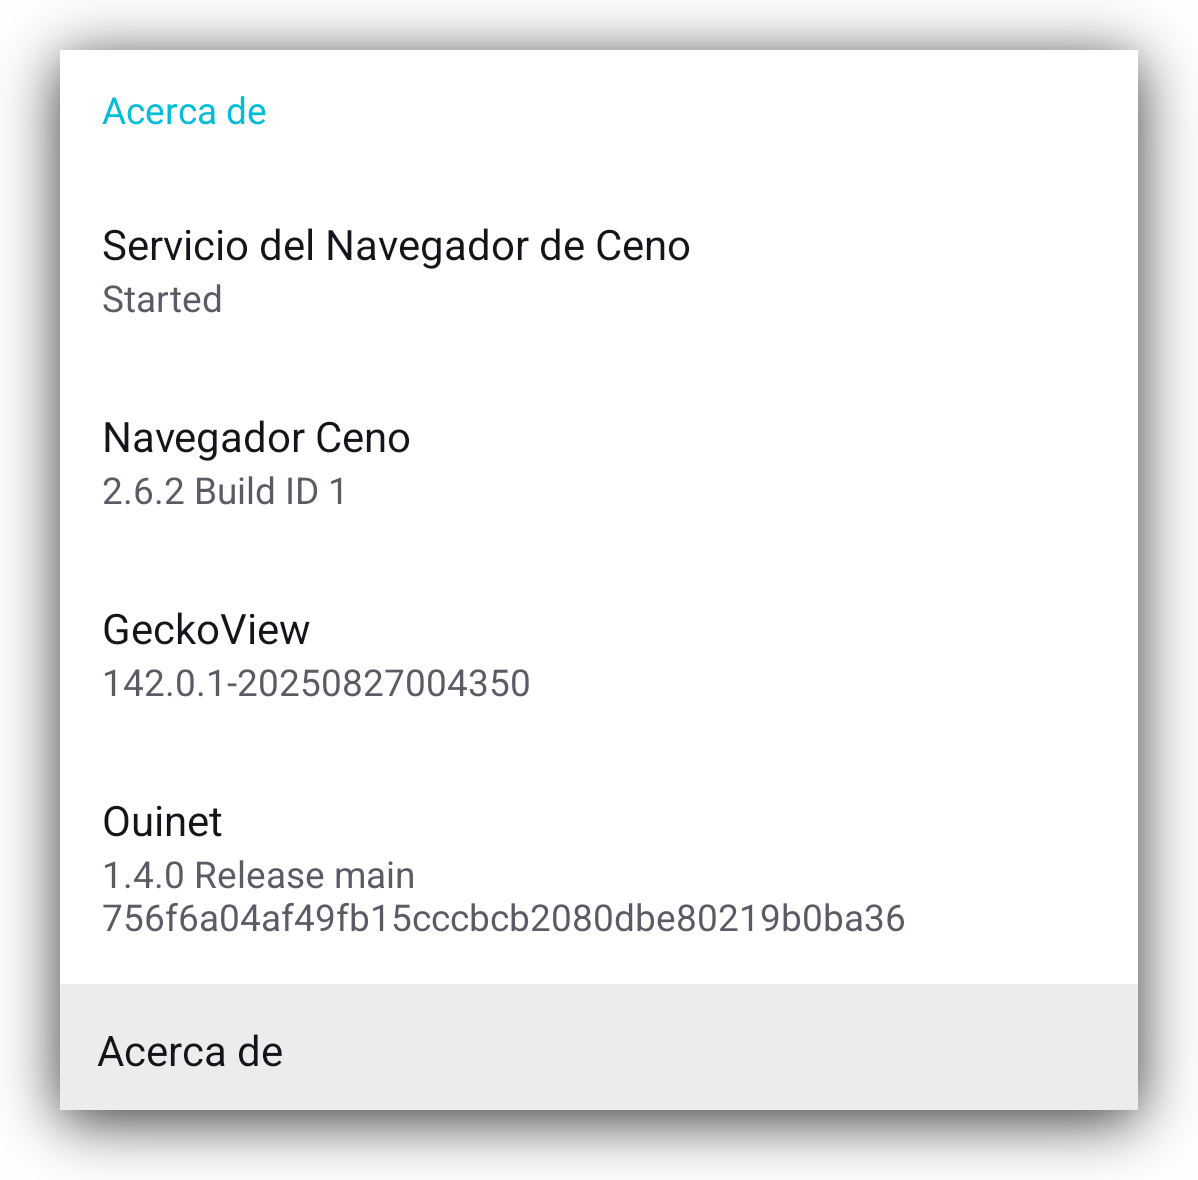 Acerca de
Servicio del Navegador de Ceno
Started
Navegador Ceno
2.6.2 Build ID 1
GeckoView
142.0.1-20250827004350
Ouinet
1.4.0 Release main
756f6a04af49fb15cccbcb2080dbe80219b0ba36
Acerca de